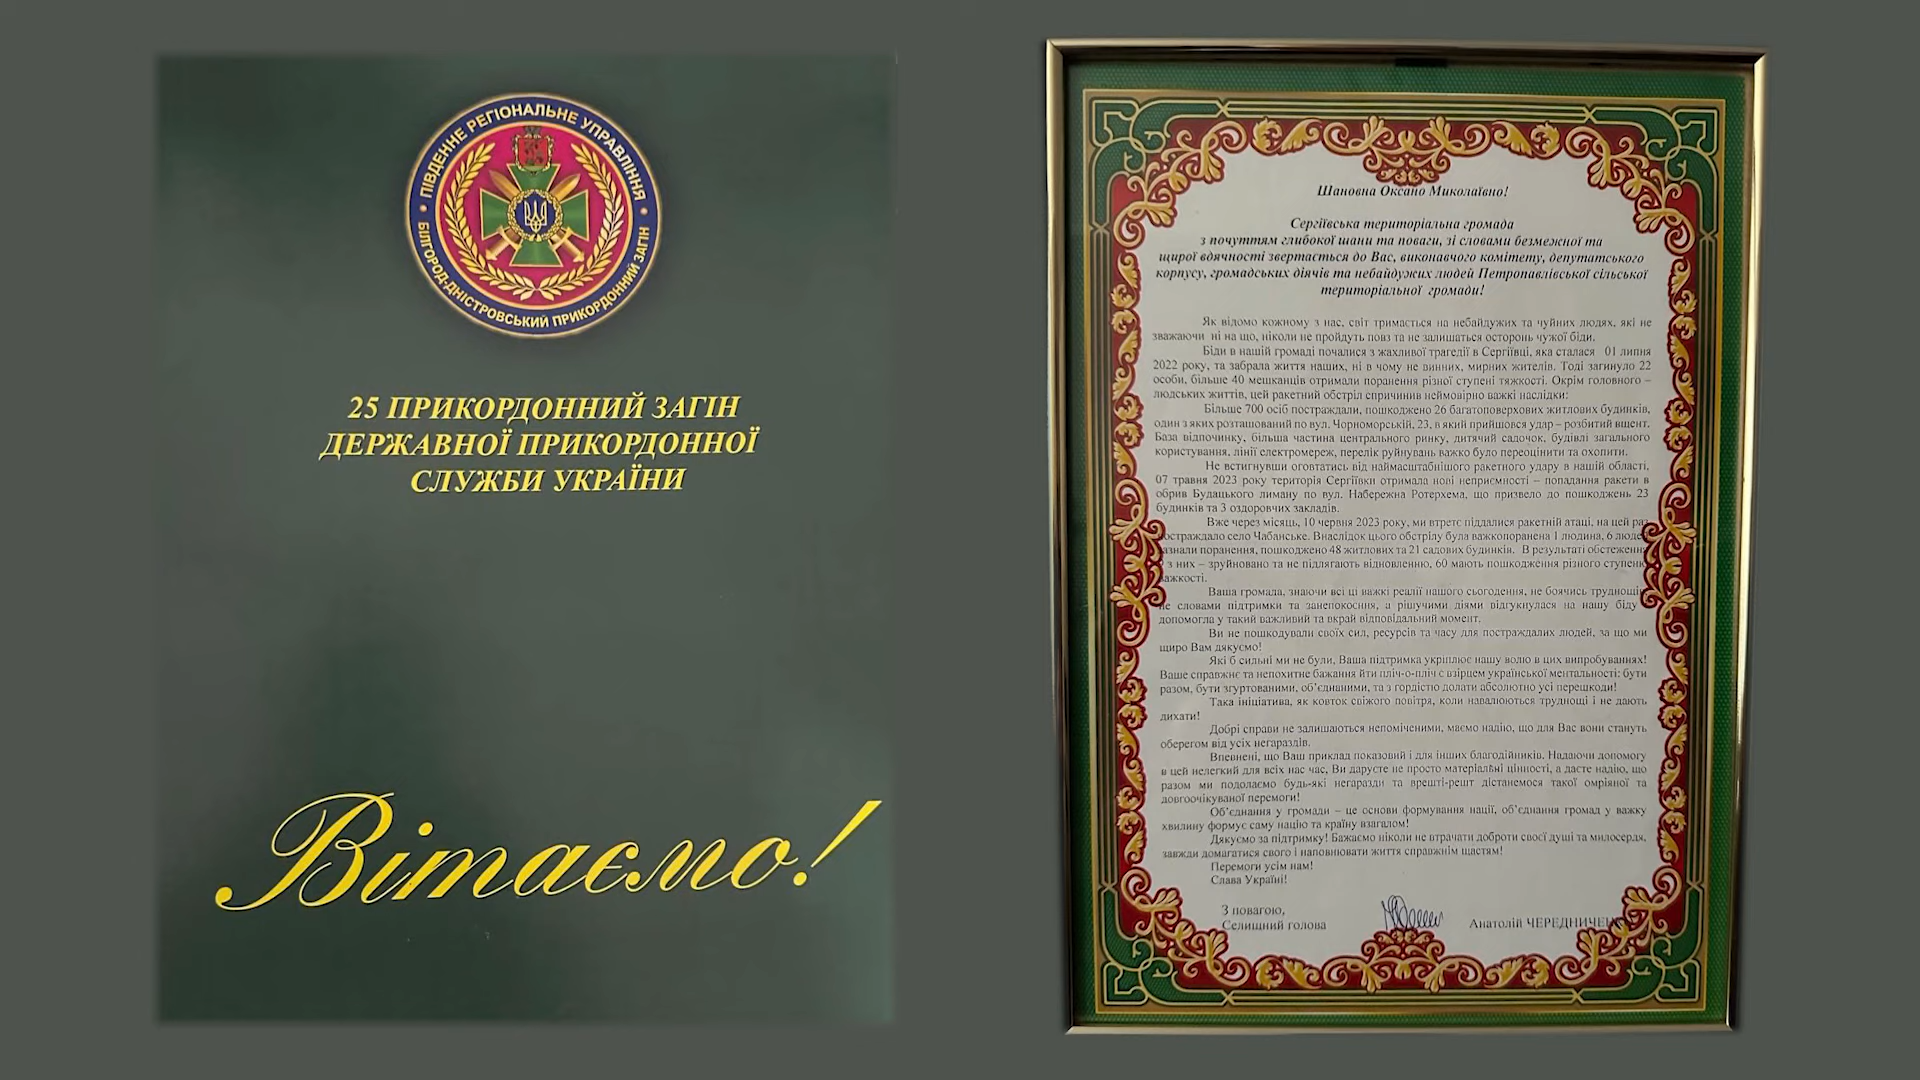 ПІВДЕННЕ РЕГІОНАЛЬНЕ УПРАВЛІННЯ
БІЛГОРОД-ДНІСТРОВСЬКИЙ ПРИКОРДОННИЙ ЗАГІН
25 ПРИКОРДОННИЙ ЗАГІН
ДЕРЖАВНОЇ ПРИКОРДОННОЇ
СЛУЖБИ УКРАЇНИ
Вітаємо!
Шановна Оксано Миколаївно!
Сергіївська територіальна громада
з почуттям глибокої шани та поваги, зі словами безмежної та
щирої вдячності звертається до Вас, виконавчого комітету, депутатського
корпусу, громадських діячів та небайдужих людей Петропавлівської сільської
територіальної громади!
Як відомо кожному з нас, світ тримається на небайдужих та чуйних людях, які не
зважаючи ні на що, ніколи не пройдуть повз та не залишаться осторонь чужої біди.
Біди в нашій громаді почалися з жахливої трагедії в Сергіївці, яка сталася 01 липня
2022 року, та забрала життя наших, ні в чому не винних, мирних жителів. Тоді загинуло 22
особи, більше 40 мешканців отримали поранення різної ступені тяжкості. Окрім головного –
людських життів, цей ракетний обстріл спричинив неймовірно важкі наслідки:
Більше 700 осіб постраждали, пошкоджено 26 багатоповерхових житлових будинків,
один з яких розташований по вул. Чорноморській, 23, в який прийшовся удар – розбитий вщент.
База відпочинку, більша частина центрального ринку, дитячий садочок, будівлі загального
користування, лінії електромереж, перелік руйнувань важко було переоцінити та охопити.
Не встигнувши оговтатись від наймасштабнішого ракетного удару в нашій області,
07 травня 2023 року територія Сергіївки отримала нові неприємності – попадання ракети в
обрив Будацького лиману по вул. Набережна Ротерхема, що призвело до пошкоджень 23
будинків та 3 оздоровчих закладів.
Вже через місяць, 10 червня 2023 року, ми втретє піддалися ракетній атаці, на цей раз
постраждало село Чабанське. Внаслідок цього обстрілу була важкопоранена 1 людина, 6 людей
зазнали поранення, пошкоджено 48 житлових та 21 садових будинків. В результаті обстеження
з них – зруйновано та не підлягають відновленню, 60 мають пошкодження різного ступеню
важкості.
Ваша громада, знаючи всі ці важкі реалії нашого сьогодення, не боячись труднощів,
не словами підтримки та занепокоєння, а рішучими діями відгукнулася на нашу біду
допомогла у такий важливий та вкрай відповідальний момент.
Ви не пошкодували своїх сил, ресурсів та часу для постраждалих людей, за що ми
щиро Вам дякуємо!
Які б сильні ми не були, Ваша підтримка укріплює нашу волю в цих випробуваннях!
Ваше справжнє та непохитне бажання йти пліч-о-пліч є взірцем української ментальності: бути
разом, бути згуртованими, об’єднаними, та з гордістю долати абсолютно усі перешкоди!
Така ініціатива, як ковток свіжого повітря, коли навалюються труднощі і не дають
дихати!
Добрі справи не залишаються непоміченими, маємо надію, що для Вас вони стануть
оберегом від усіх негараздів.
Впевнені, що Ваш приклад показовий і для інших благодійників. Надаючи допомогу
в цей нелегкий для всіх нас час, Ви даруєте не просто матеріальні цінності, а даєте надію, що
разом ми подолаємо будь-які негаразди та врешті-решт дістанемося такої омріяної та
довгоочікуваної перемоги!
Об’єднання у громади – це основи формування нації, об’єднання громад у важку
хвилину формує саму націю та країну взагалом!
Дякуємо за підтримку! Бажаємо ніколи не втрачати доброти своєї душі та милосердя,
завжди домагатися свого і наповнювати життя справжнім щастям!
Перемоги усім нам!
Слава Україні!
З повагою,
Селищний голова Анатолій ЧЕРЕДНИЧЕНКО